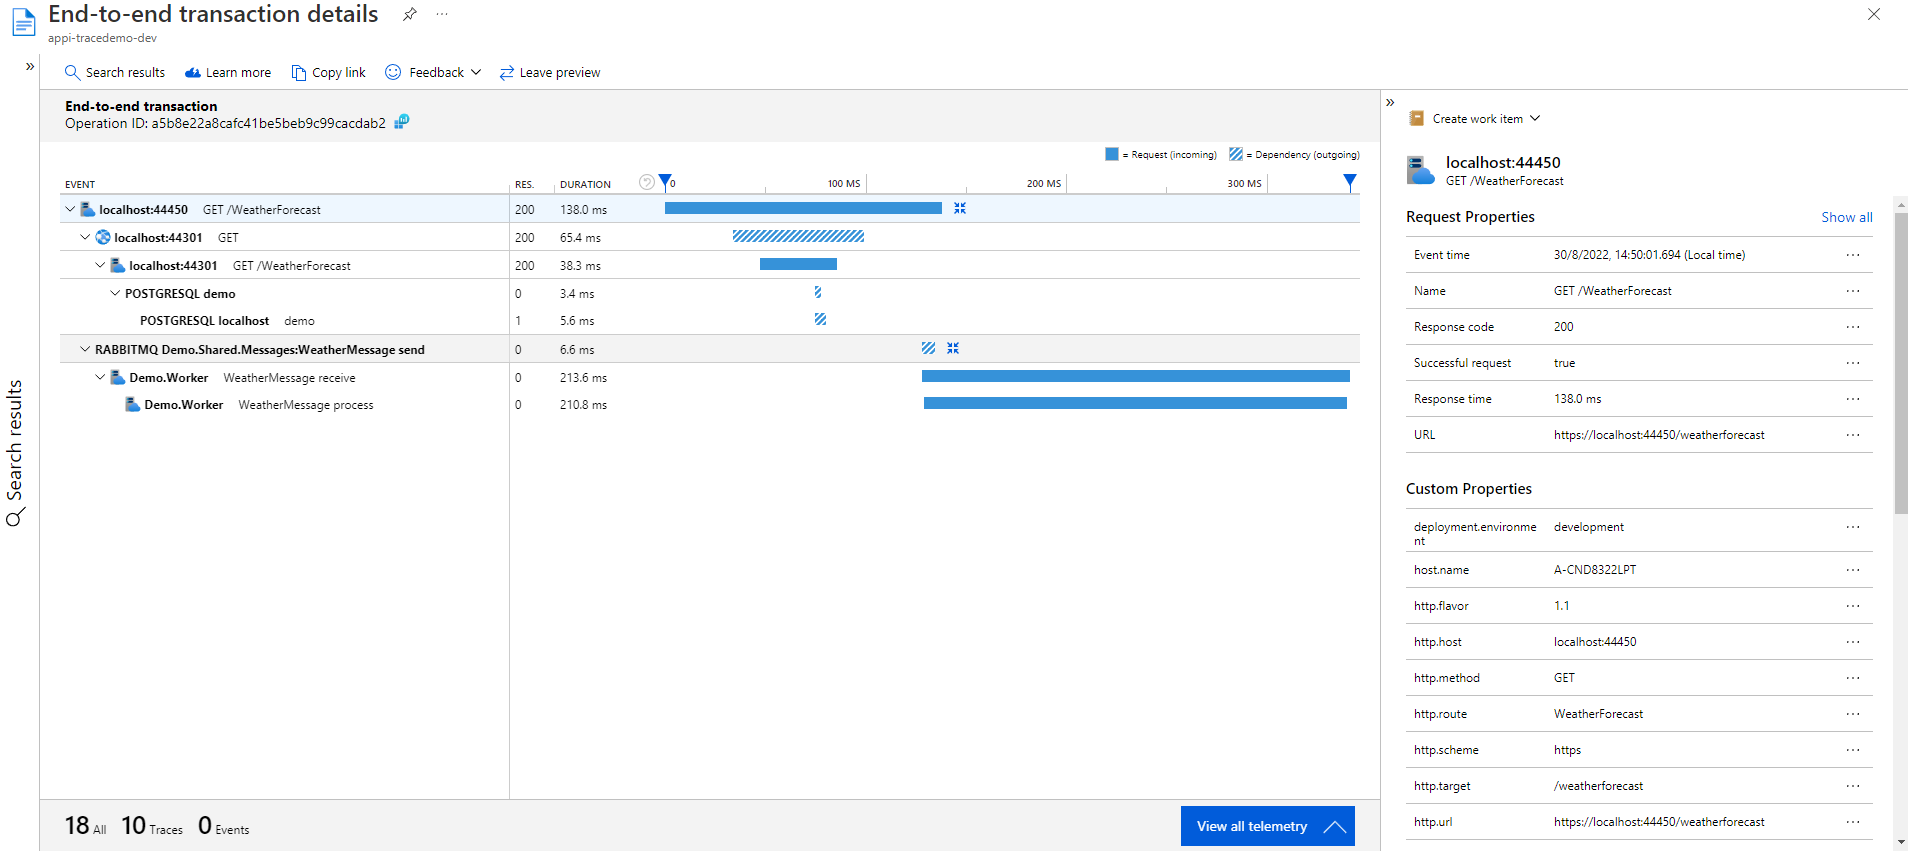 End-to-end transaction details
appi-tracedemo-dev
Search results
Learn more
Copy link
Feedback
Leave preview
End-to-end transaction
Operation ID: a5b8e22a8cafc41be5beb9c99cacdab2
= Request (incoming) = Dependency (outgoing)
EVENT RES. DURATION 0 100 MS 200 MS 300 MS
localhost:44450 GET /WeatherForecast 200 138.0 ms
localhost:44301 GET 200 65.4 ms
localhost:44301 GET /WeatherForecast 200 38.3 ms
POSTGRESQL demo 0 3.4 ms
POSTGRESQL localhost demo 1 5.6 ms
RABBITMQ Demo.Shared.Messages:WeatherMessage send 0 6.6 ms
Demo.Worker WeatherMessage receive 0 213.6 ms
Demo.Worker WeatherMessage process 0 210.8 ms
Search results
18 All 10 Traces 0 Events
View all telemetry
Create work item
localhost:44450
GET /WeatherForecast
Request Properties Show all
Event time 30/8/2022, 14:50:01.694 (Local time)
Name GET /WeatherForecast
Response code 200
Successful request true
Response time 138.0 ms
URL https://localhost:44450/weatherforecast
Custom Properties
deployment.environme development
nt
host.name A-CND8322LPT
http.flavor 1.1
http.host localhost:44450
http.method GET
http.route WeatherForecast
http.scheme https
http.target /weatherforecast
http.url https://localhost:44450/weatherforecast